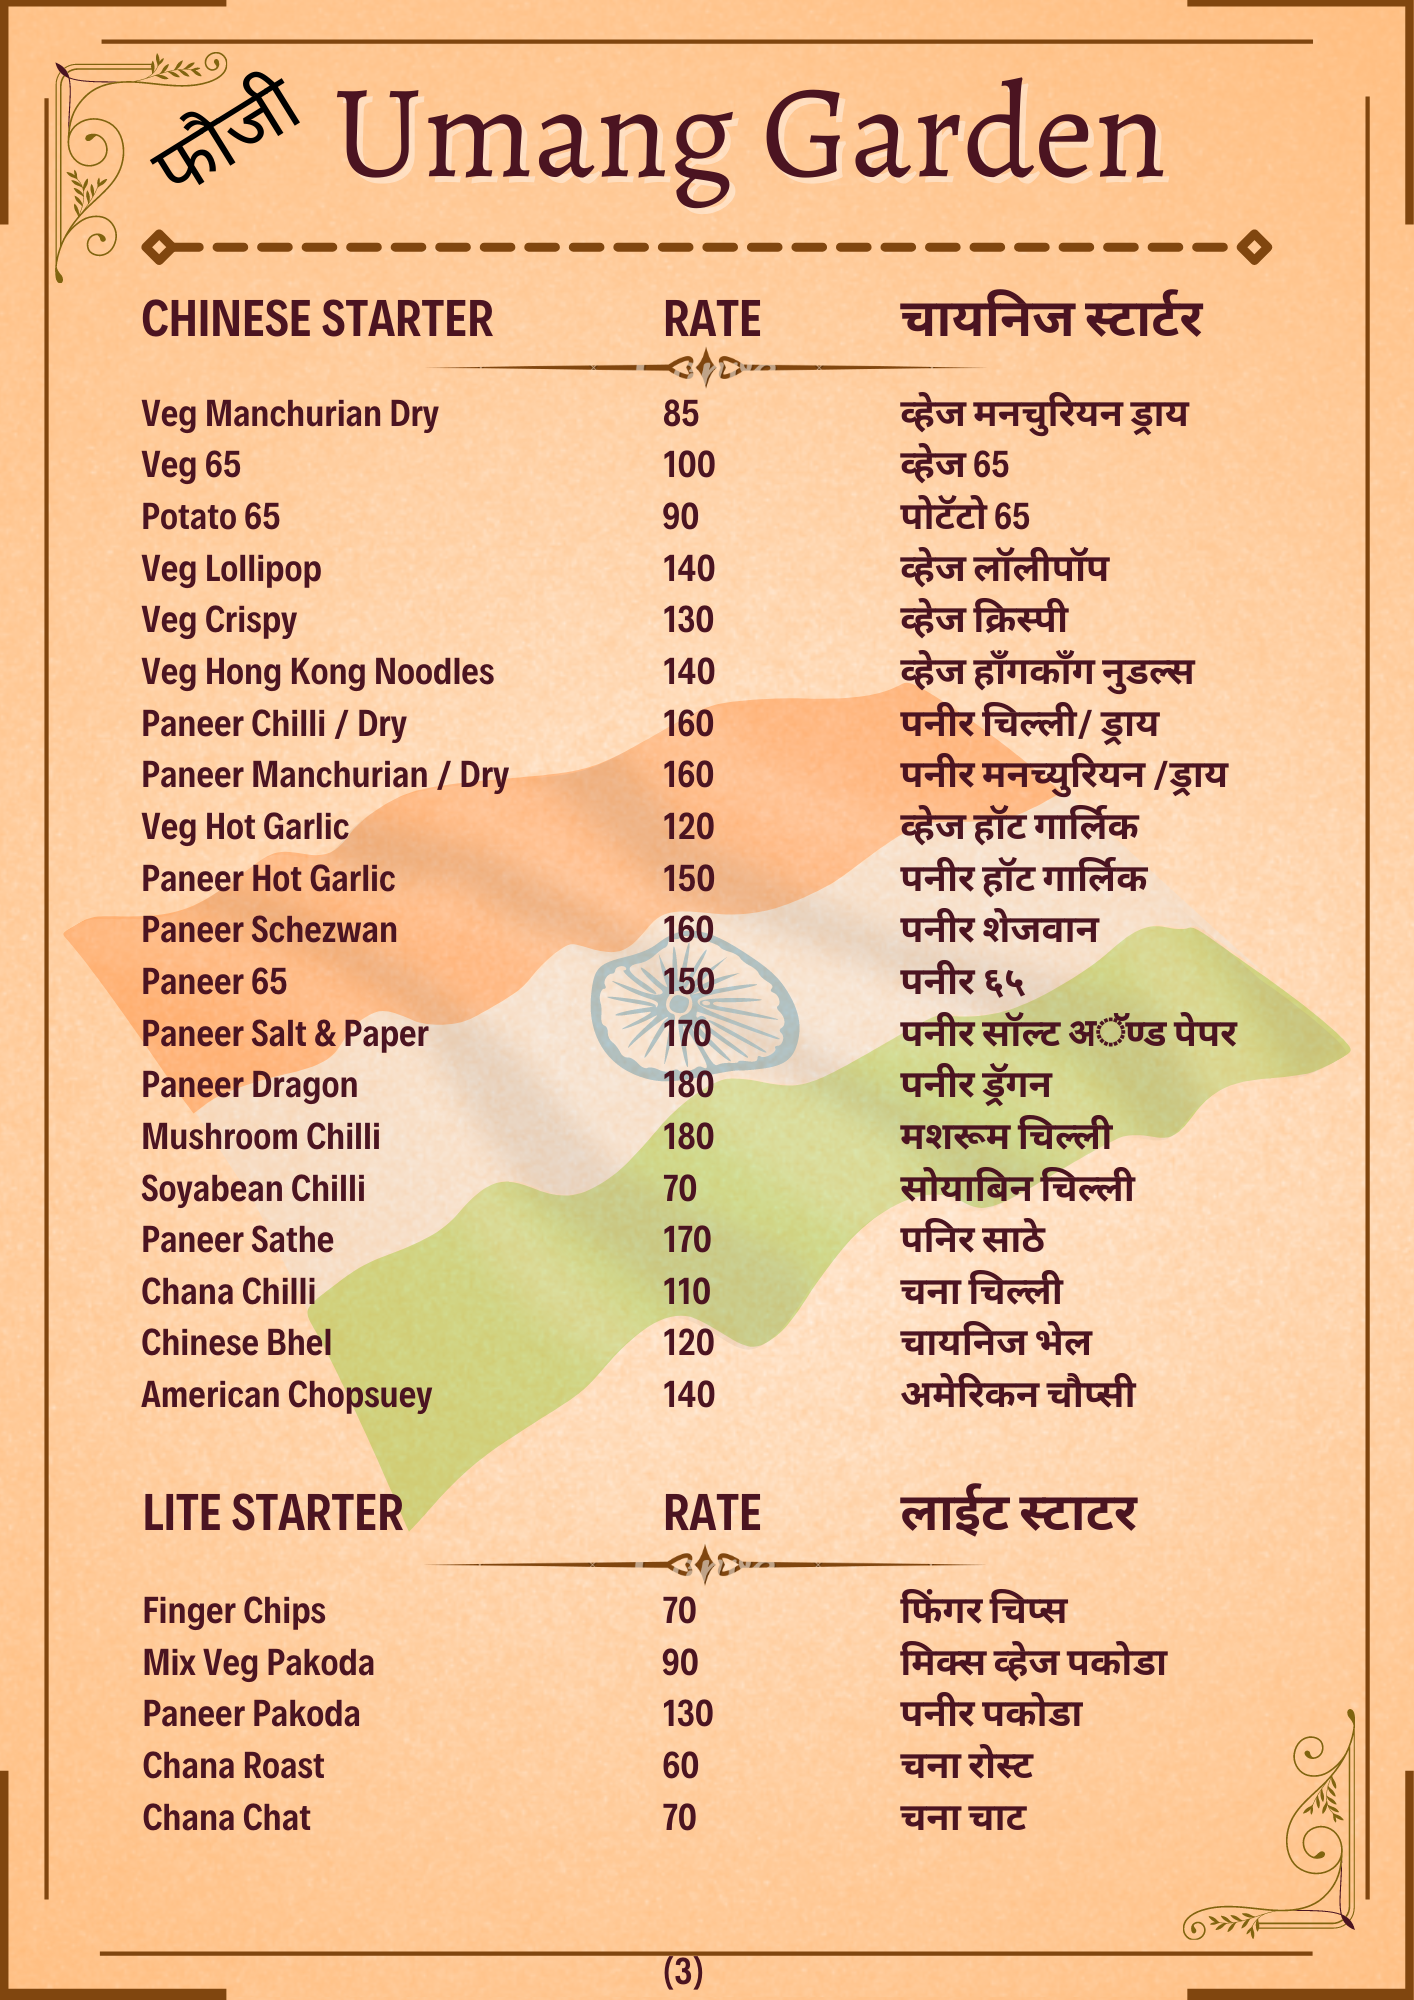 फौजी Umang Garden
CHINESE STARTER RATE चायनिज स्टार्टर
Veg Manchurian Dry 85 व्हेज मनचुरियन ड्राय
Veg 65 100 व्हेज 65
Potato 65 90 पोटॅटो 65
Veg Lollipop 140 व्हेज लॉलीपॉप
Veg Crispy 130 व्हेज क्रिस्पी
Veg Hong Kong Noodles 140 व्हेज हाँगकाँग नुडल्स
Paneer Chilli / Dry 160 पनीर चिल्ली/ ड्राय
Paneer Manchurian / Dry 160 पनीर मनच्युरियन /ड्राय
Veg Hot Garlic 120 व्हेज हॉट गार्लिक
Paneer Hot Garlic 150 पनीर हॉट गार्लिक
Paneer Schezwan 160 पनीर शेजवान
Paneer 65 150 पनीर ६५
Paneer Salt & Paper 170 पनीर सॉल्ट अॅण्ड पेपर
Paneer Dragon 180 पनीर ड्रॅगन
Mushroom Chilli 180 मशरूम चिल्ली
Soyabean Chilli 70 सोयाबिन चिल्ली
Paneer Sathe 170 पनिर साठे
Chana Chilli 110 चना चिल्ली
Chinese Bhel 120 चायनिज भेल
American Chopsuey 140 अमेरिकन चौप्सी
LITE STARTER RATE लाईट स्टाटर
Finger Chips 70 फिंगर चिप्स
Mix Veg Pakoda 90 मिक्स व्हेज पकोडा
Paneer Pakoda 130 पनीर पकोडा
Chana Roast 60 चना रोस्ट
Chana Chat 70 चना चाट
(3)